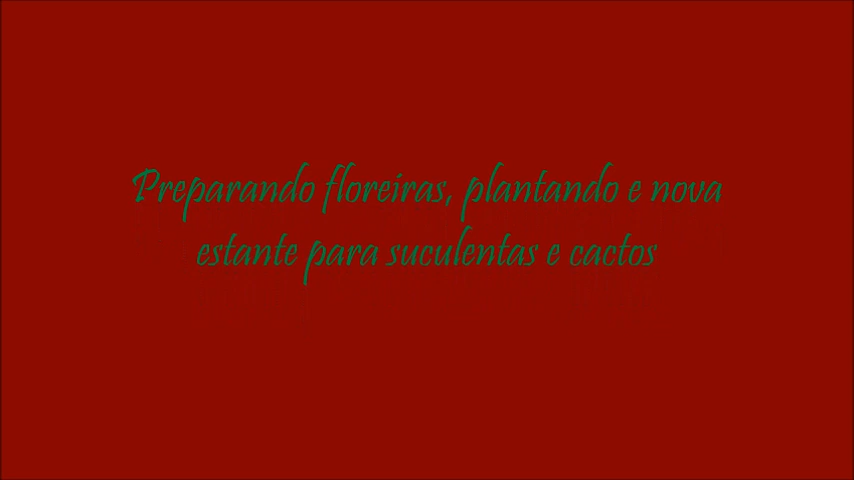 Preparando floreiras, plantando e nova
estante para suculentas e cactos